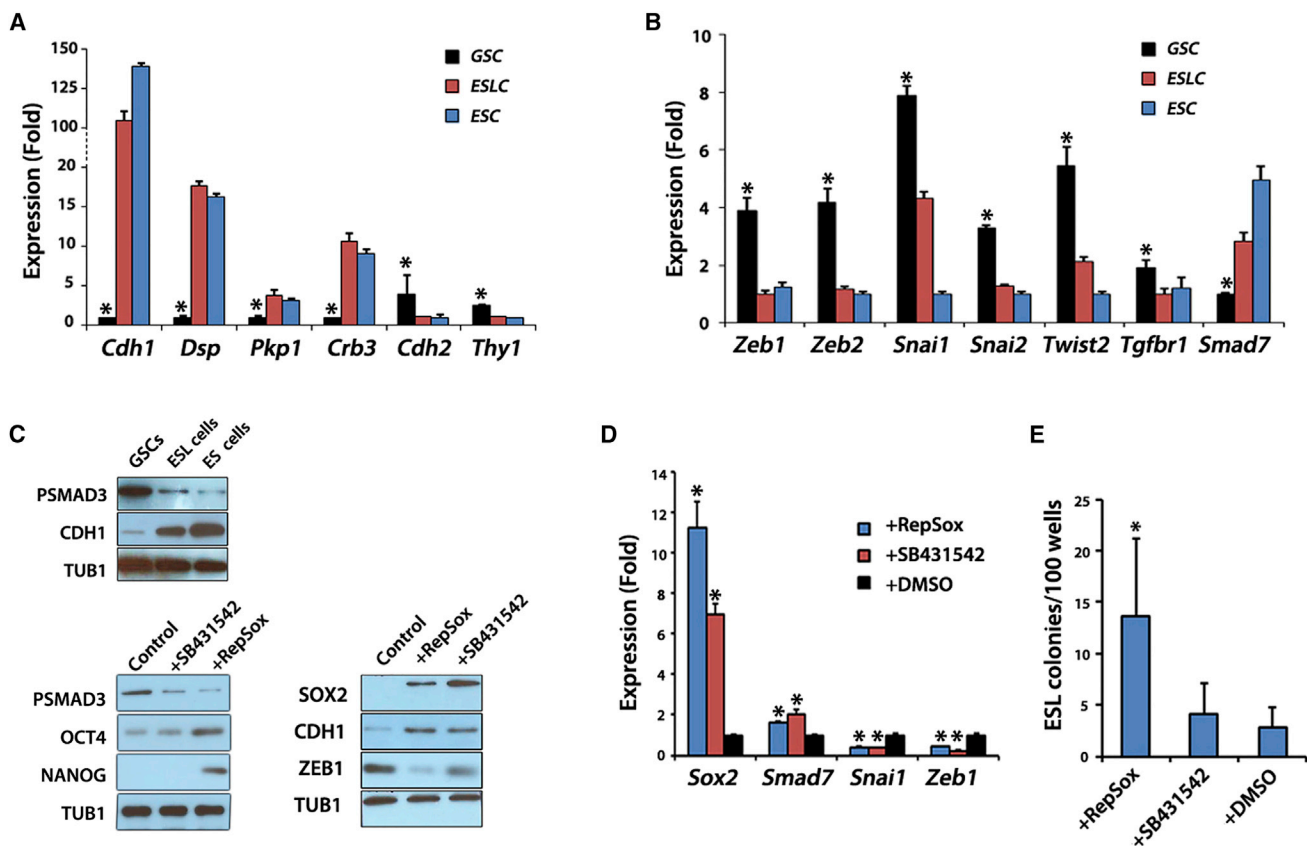 A
Expression (Fold)
150
125
100
20
15
10
5
0
GSC
ESLC
ESC
* * * * * *
Cdh1 Dsp Pkp1 Crb3 Cdh2 Thy1
B
Expression (Fold)
10
8
6
4
2
0
GSC
ESLC
ESC
* * * * * * *
Zeb1 Zeb2 Snai1 Snai2 Twist2 Tgfbr1 Smad7
C
GSCs ESL cells ES cells
PSMAD3
CDH1
TUB1
Control +SB431542 +RepSox
PSMAD3
OCT4
NANOG
TUB1
Control +RepSox +SB431542
SOX2
CDH1
ZEB1
TUB1
D
Expression (Fold)
14
12
10
8
6
4
2
0
+RepSox
+SB431542
+DMSO
* * * * * * * *
Sox2 Smad7 Snai1 Zeb1
E
ESL colonies/100 wells
25
20
15
10
5
0
*
+RepSox +SB431542 +DMSO